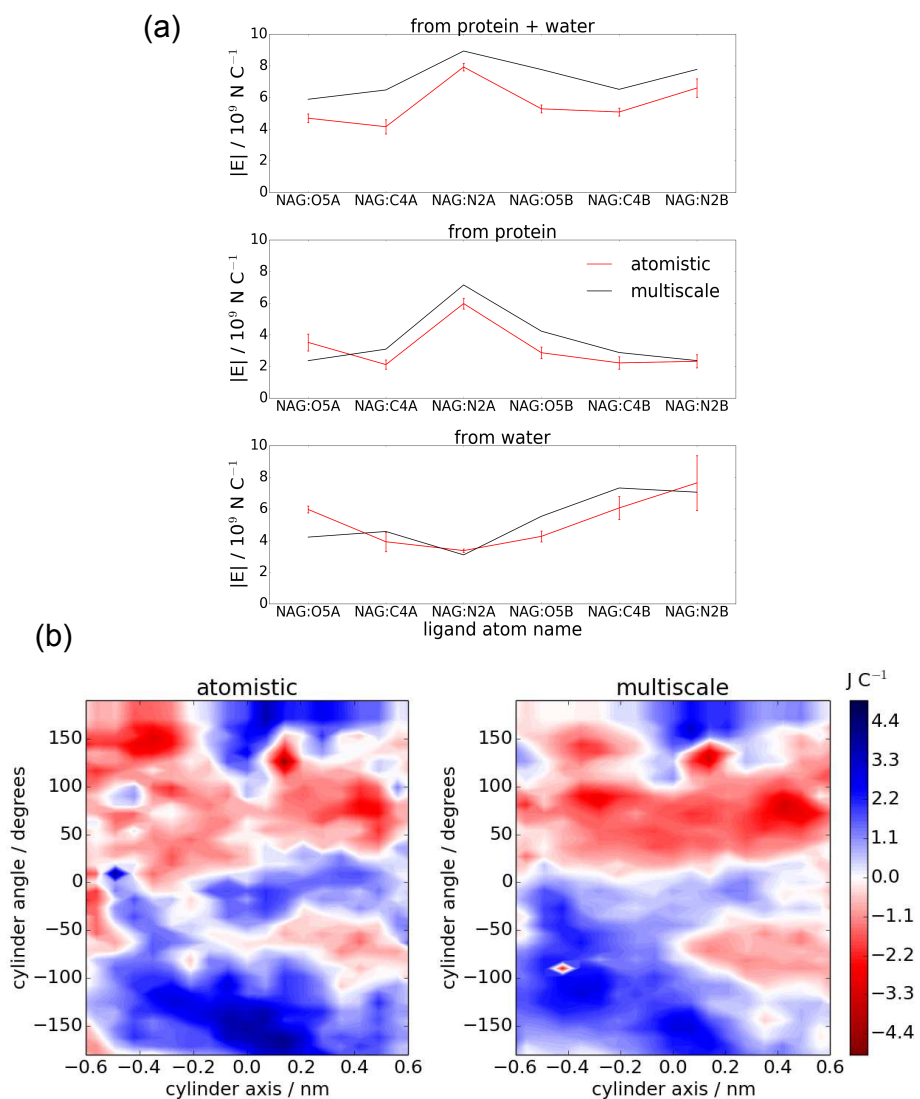 (a)
from protein + water
|E| / 10⁹ N C⁻¹
10
8
6
4
2
0
NAG:O5A NAG:C4A NAG:N2A NAG:O5B NAG:C4B NAG:N2B
from protein
|E| / 10⁹ N C⁻¹
10
8
6
4
2
0
atomistic
multiscale
NAG:O5A NAG:C4A NAG:N2A NAG:O5B NAG:C4B NAG:N2B
from water
|E| / 10⁹ N C⁻¹
10
8
6
4
2
0
NAG:O5A NAG:C4A NAG:N2A NAG:O5B NAG:C4B NAG:N2B
ligand atom name
(b)
atomistic
cylinder angle / degrees
150
100
50
0
−50
−100
−150
−0.6 −0.4 −0.2 0.0 0.2 0.4 0.6
cylinder axis / nm
multiscale
cylinder angle / degrees
150
100
50
0
−50
−100
−150
−0.6 −0.4 −0.2 0.0 0.2 0.4 0.6
cylinder axis / nm
J C⁻¹
4.4
3.3
2.2
1.1
0.0
−1.1
−2.2
−3.3
−4.4